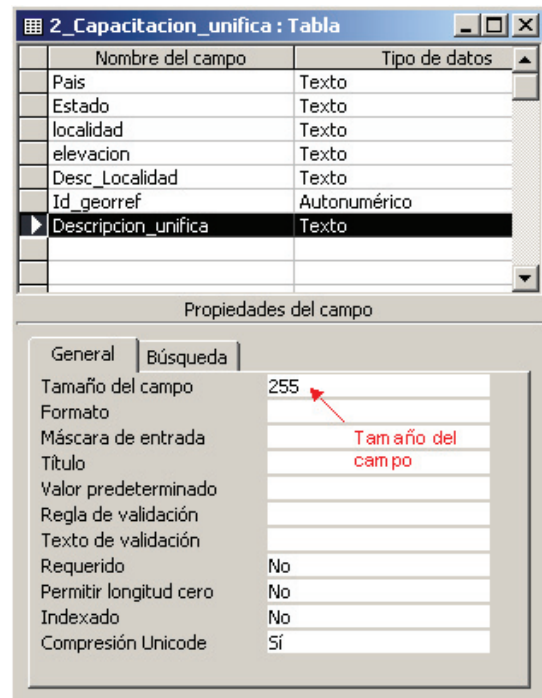 2_Capacitacion_unifica : Tabla
Nombre del campo Tipo de datos
Pais Texto
Estado Texto
localidad Texto
elevacion Texto
Desc_Localidad Texto
Id_georref Autonumérico
Descripcion_unifica Texto
Propiedades del campo
General Búsqueda
Tamaño del campo 255
Formato
Máscara de entrada Tamaño del
Título campo
Valor predeterminado
Regla de validación
Texto de validación
Requerido No
Permitir longitud cero No
Indexado No
Compresión Unicode Sí